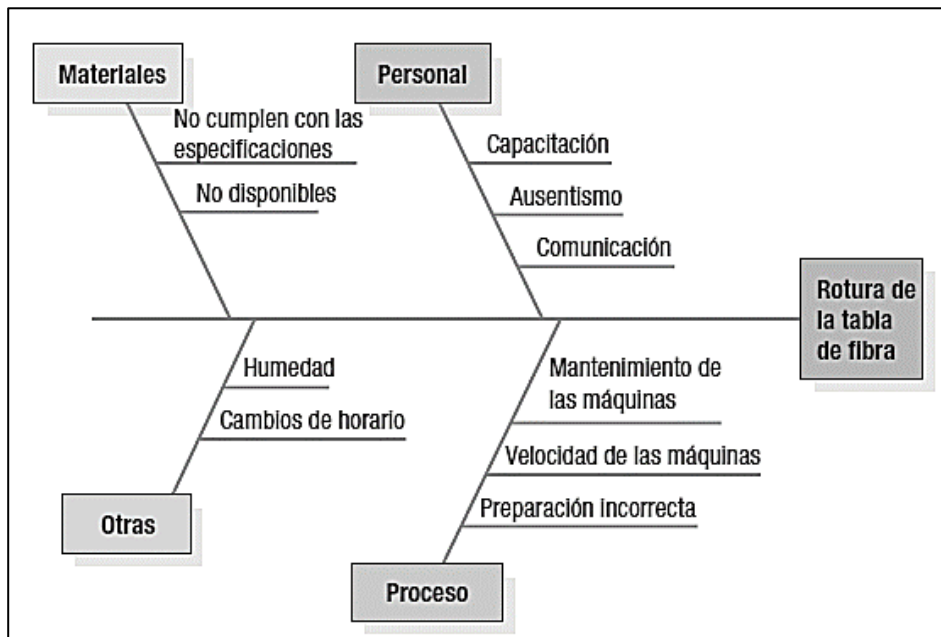 Materiales
No cumplen con las
especificaciones
No disponibles
Personal
Capacitación
Ausentismo
Comunicación
Rotura de
la tabla
de fibra
Humedad
Cambios de horario
Otras
Mantenimiento de
las máquinas
Velocidad de las máquinas
Preparación incorrecta
Proceso